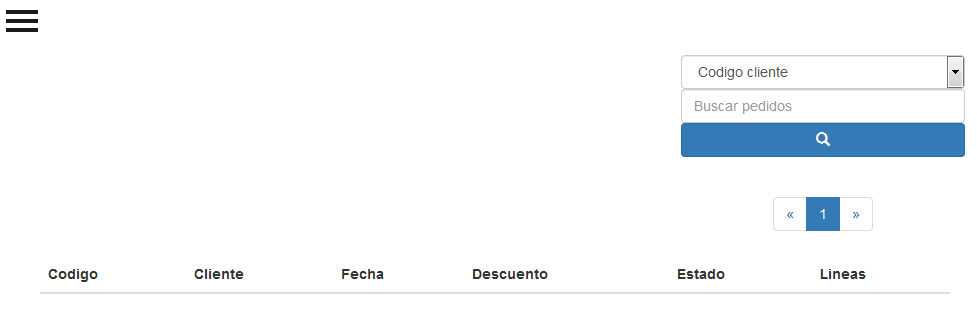 Codigo cliente
Buscar pedidos
« 1 »
Codigo Cliente Fecha Descuento Estado Lineas